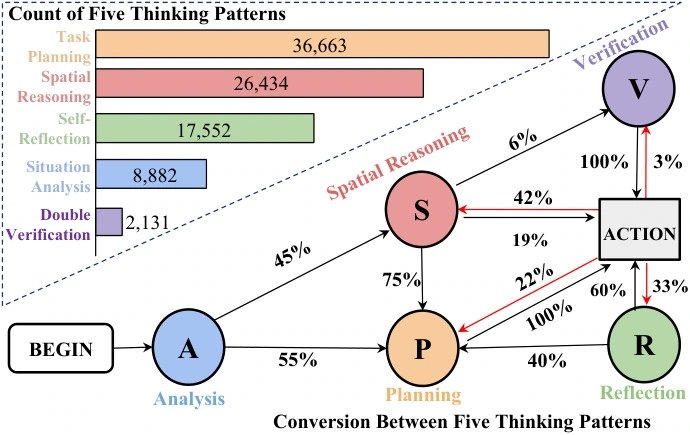 Count of Five Thinking Patterns
Task
Planning
36,663
Spatial
Reasoning
26,434
Self-
Reflection
17,552
Situation
Analysis
8,882
Double
Verification
2,131
Verification
V
Spatial Reasoning
S
6%
100%
3%
42%
19%
ACTION
45%
75%
22%
100%
60%
33%
BEGIN
A
Analysis
55%
P
Planning
40%
R
Reflection
Conversion Between Five Thinking Patterns